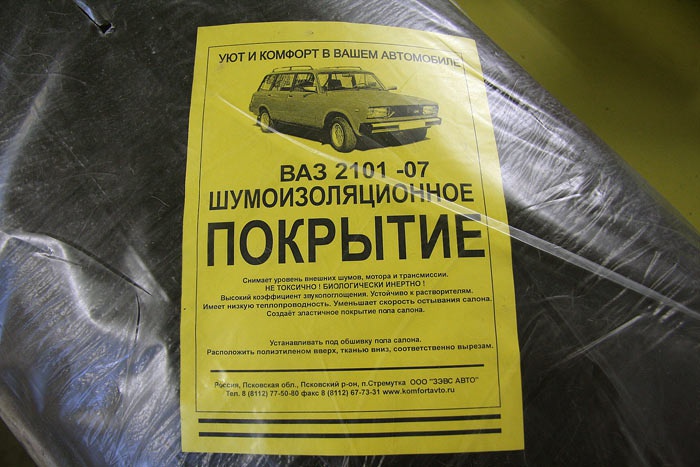 УЮТ И КОМФОРТ В ВАШЕМ АВТОМОБИЛЕ
ВАЗ 2101 -07
ШУМОИЗОЛЯЦИОННОЕ
ПОКРЫТИЕ
Снимает уровень внешних шумов, мотора и трансмиссии.
НЕ ТОКСИЧНО ! БИОЛОГИЧЕСКИ ИНЕРТНО !
Высокий коэффициент звукопоглощения. Устойчиво к растворителям.
Имеет низкую теплопроводность. Уменьшает скорость остывания салона.
Создаёт эластичное покрытие пола салона.
Устанавливать под обшивку пола салона.
Расположить полиэтиленом вверх, тканью вниз, соответственно вырезам.
Россия, Псковская обл., Псковский р-он, п.Стремутка ООО "ЗЭВС АВТО"
Тел. 8 (8112) 77-50-80 факс 8 (8112) 67-73-31 www.komfortavto.ru